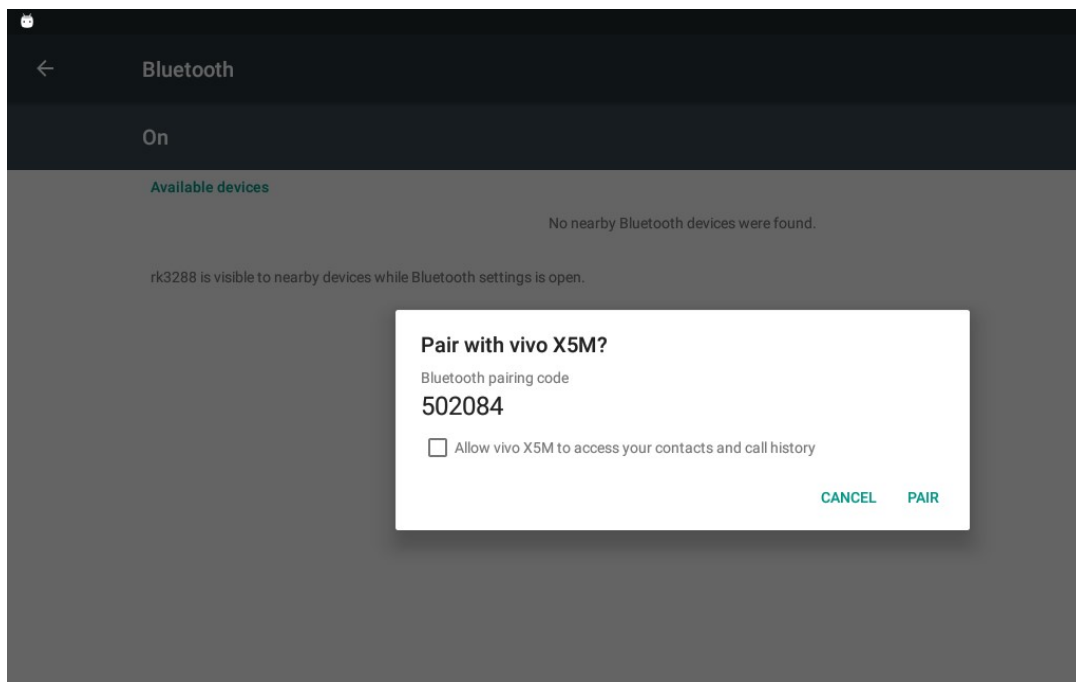 Bluetooth
On
Available devices
No nearby Bluetooth devices were found.
rk3288 is visible to nearby devices while Bluetooth settings is open.
Pair with vivo X5M?
Bluetooth pairing code
502084
Allow vivo X5M to access your contacts and call history
CANCEL PAIR